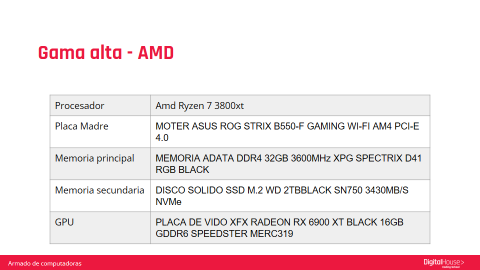 Gama alta - AMD
Procesador
Amd Ryzen 7 3800xt
Placa Madre
MOTER ASUS ROG STRIX B550-F GAMING WI-FI AM4 PCI-E
4.0
Memoria principal
MEMORIA ADATA DDR4 32GB 3600MHz XPG SPECTRIX D41
RGB BLACK
Memoria secundaria
DISCO SOLIDO SSD M.2 WD 2TBBLACK SN750 3430MB/S
NVMe
GPU
PLACA DE VIDO XFX RADEON RX 6900 XT BLACK 16GB
GDDR6 SPEEDSTER MERC319
Armado de computadoras
DigitalHouse>